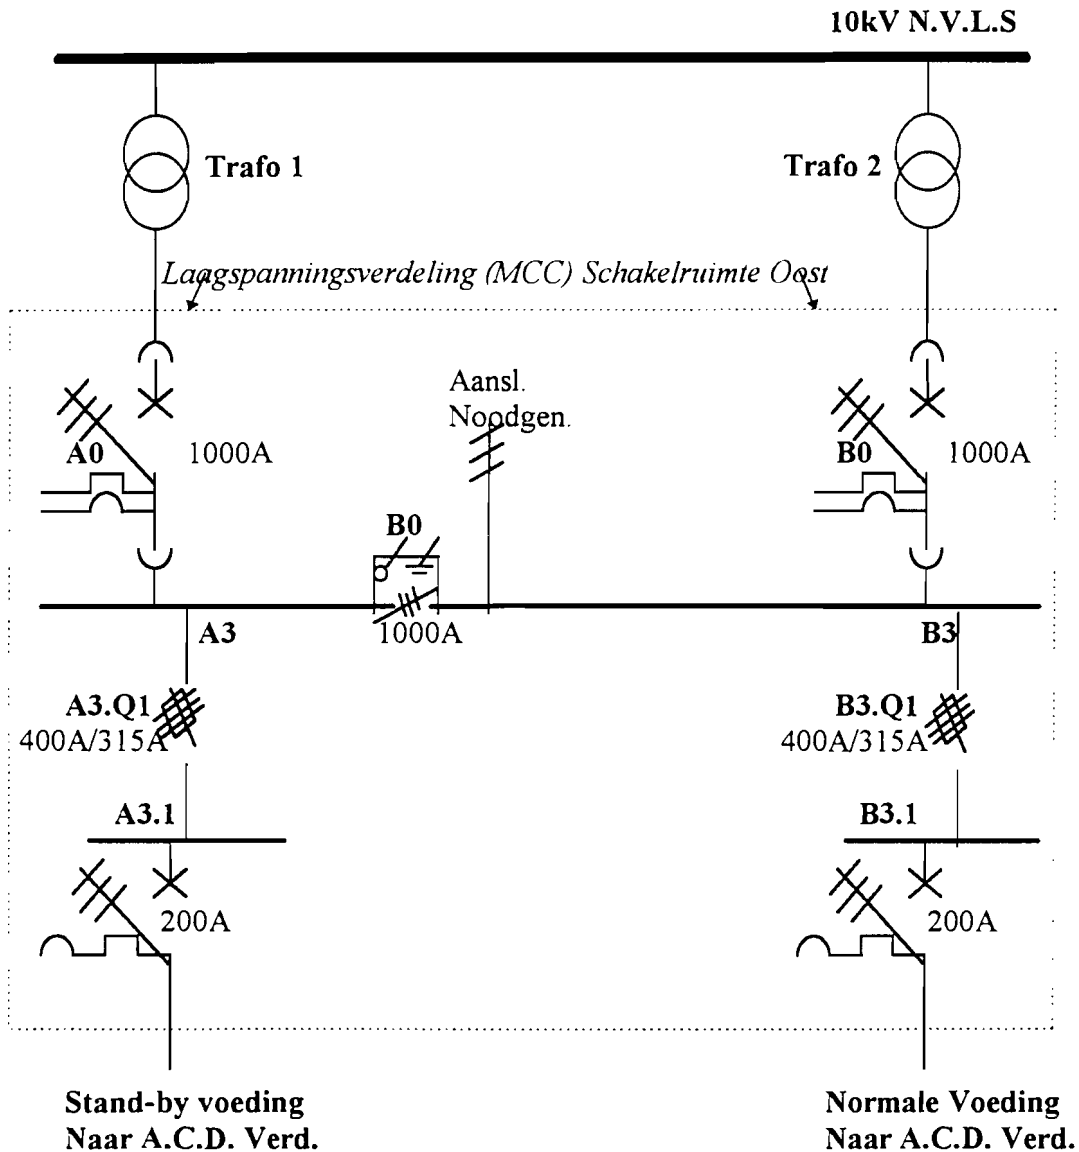 10kV N.V.L.S
Trafo 1
Trafo 2
Laagspanningsverdeling (MCC) Schakelruimte Oost
Aansl.
Noodgen.
A0
1000A
B0
1000A
B0
1000A
A3
B3
A3.Q1
400A/315A
B3.Q1
400A/315A
A3.1
B3.1
200A
200A
Stand-by voeding
Naar A.C.D. Verd.
Normale Voeding
Naar A.C.D. Verd.